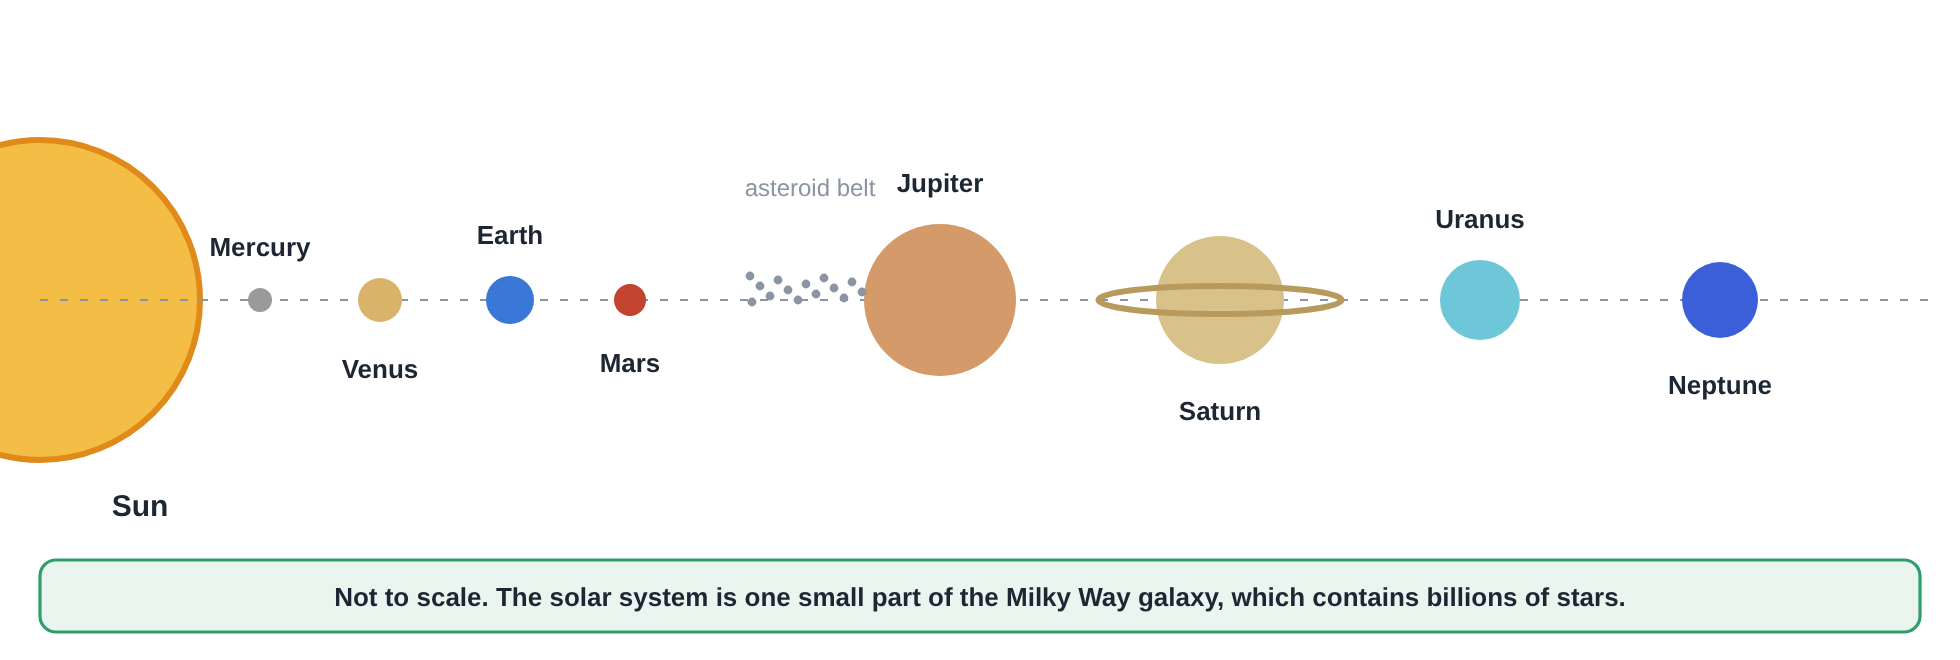 asteroid belt
Jupiter
Uranus
Earth
Mercury
Mars
Venus
Neptune
Saturn
Sun
Not to scale. The solar system is one small part of the Milky Way galaxy, which contains billions of stars.